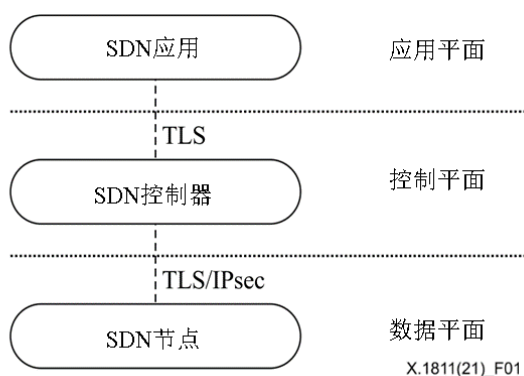 SDN应用 应用平面
TLS
SDN控制器 控制平面
TLS/IPsec
SDN节点 数据平面
X.1811(21)_F01